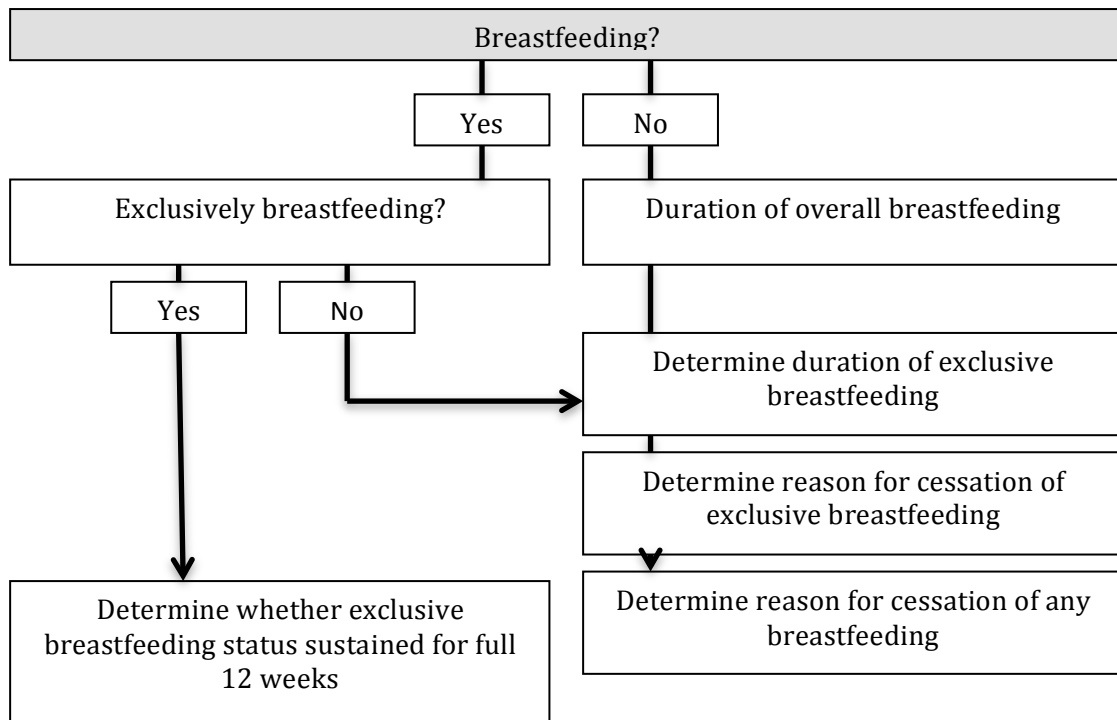 Breastfeeding?
Yes
No
Exclusively breastfeeding?
Duration of overall breastfeeding
Yes
No
Determine duration of exclusive
breastfeeding
Determine reason for cessation of
exclusive breastfeeding
Determine whether exclusive
breastfeeding status sustained for full
12 weeks
Determine reason for cessation of any
breastfeeding